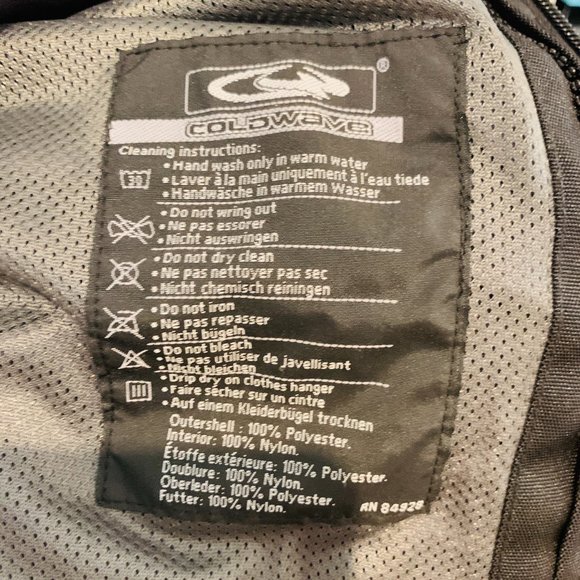 ®
COLDWAVE
Cleaning instructions:
• Hand wash only in warm water
30
• Laver à la main uniquement à l'eau tiede
• Handwäsche in warmem Wasser
• Do not wring out
• Ne pas essorer
• Nicht auswringen
• Do not dry clean
P
• Ne pas nettoyer pas sec
• Nicht chemisch reiningen
• Do not iron
• Ne pas repasser
• Nicht bügeln
• Do not bleach
• Ne pas utiliser de javellisant
• Nicht bleichen
• Drip dry on clothes hanger
• Faire sécher sur un cintre
• Auf einem Kleiderbügel trocknen
Outershell : 100% Polyester.
Interior: 100% Nylon.
Étoffe extérieure: 100% Polyester.
Doublure: 100% Nylon.
Oberleder: 100% Polyester.
Futter: 100% Nylon.
RN 84928